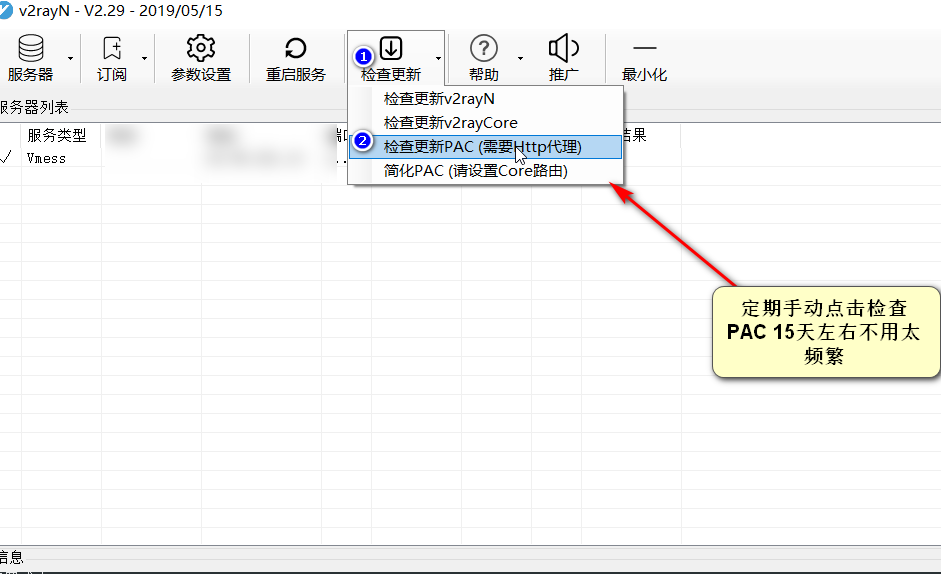 v2rayN - V2.29 - 2019/05/15
服务器 订阅 参数设置 重启服务 检查更新 帮助 推广 最小化
1
服务器列表
检查更新v2rayN
检查更新v2rayCore
服务类型 结果
2 检查更新PAC (需要Http代理)
Vmess
简化PAC (请设置Core路由)
定期手动点击检查
PAC 15天左右不用太
频繁
信息